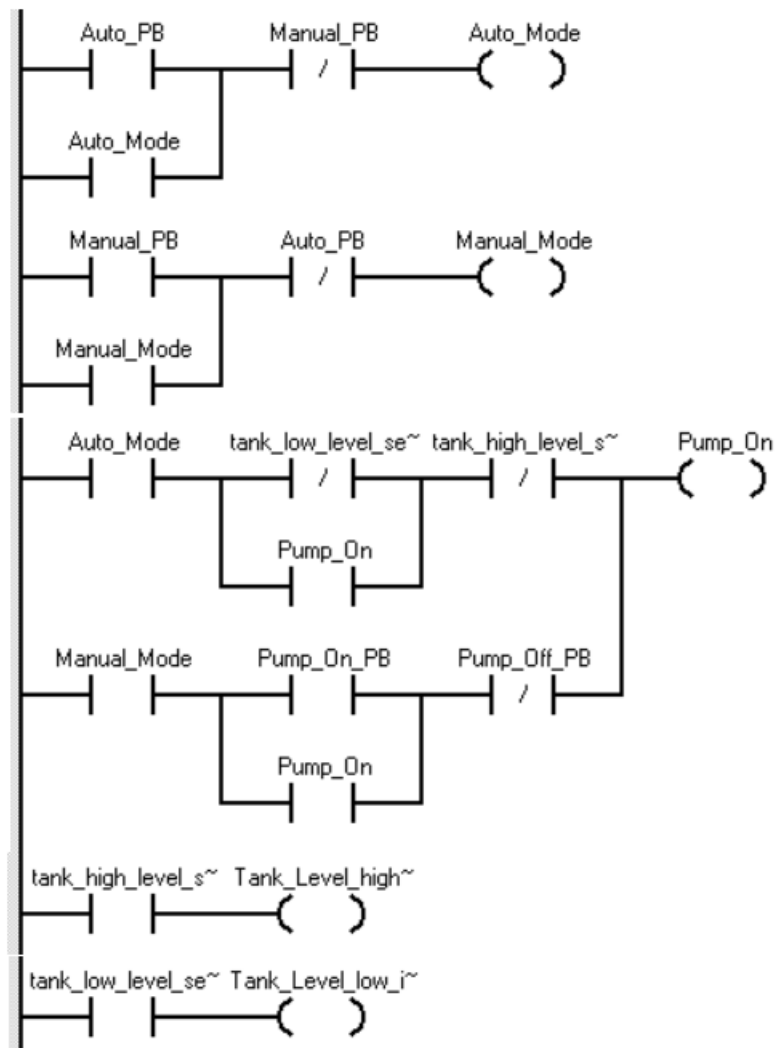 Auto_PB Manual_PB Auto_Mode
/
Auto_Mode
Manual_PB Auto_PB Manual_Mode
/
Manual_Mode
Auto_Mode tank_low_level_se~ tank_high_level_s~ Pump_On
/ /
Pump_On
Manual_Mode Pump_On_PB Pump_Off_PB
/
Pump_On
tank_high_level_s~ Tank_Level_high~
tank_low_level_se~ Tank_Level_low_i~